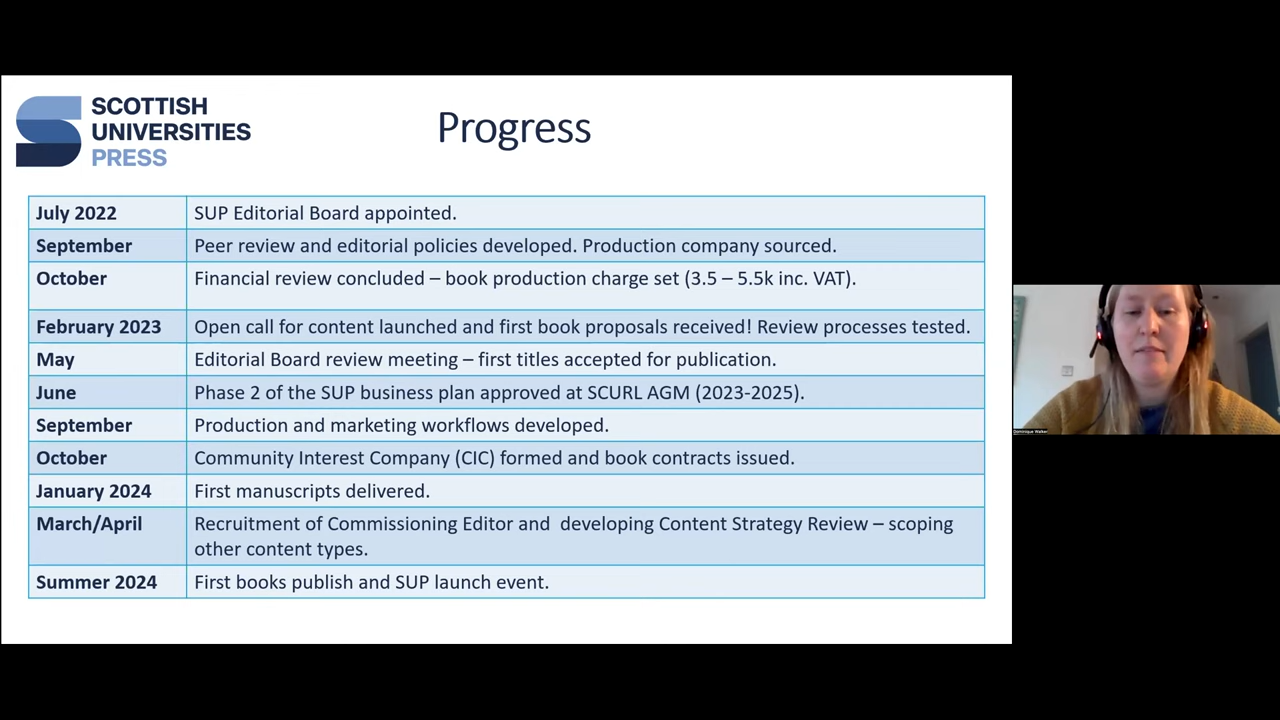 SCOTTISH
UNIVERSITIES
PRESS
Progress
July 2022 SUP Editorial Board appointed.
September Peer review and editorial policies developed. Production company sourced.
October Financial review concluded – book production charge set (3.5 – 5.5k inc. VAT).
February 2023 Open call for content launched and first book proposals received! Review processes tested.
May Editorial Board review meeting – first titles accepted for publication.
June Phase 2 of the SUP business plan approved at SCURL AGM (2023-2025).
September Production and marketing workflows developed.
October Community Interest Company (CIC) formed and book contracts issued.
January 2024 First manuscripts delivered.
March/April Recruitment of Commissioning Editor and  developing Content Strategy Review – scoping
other content types.
Summer 2024 First books publish and SUP launch event.
Dominique Walker